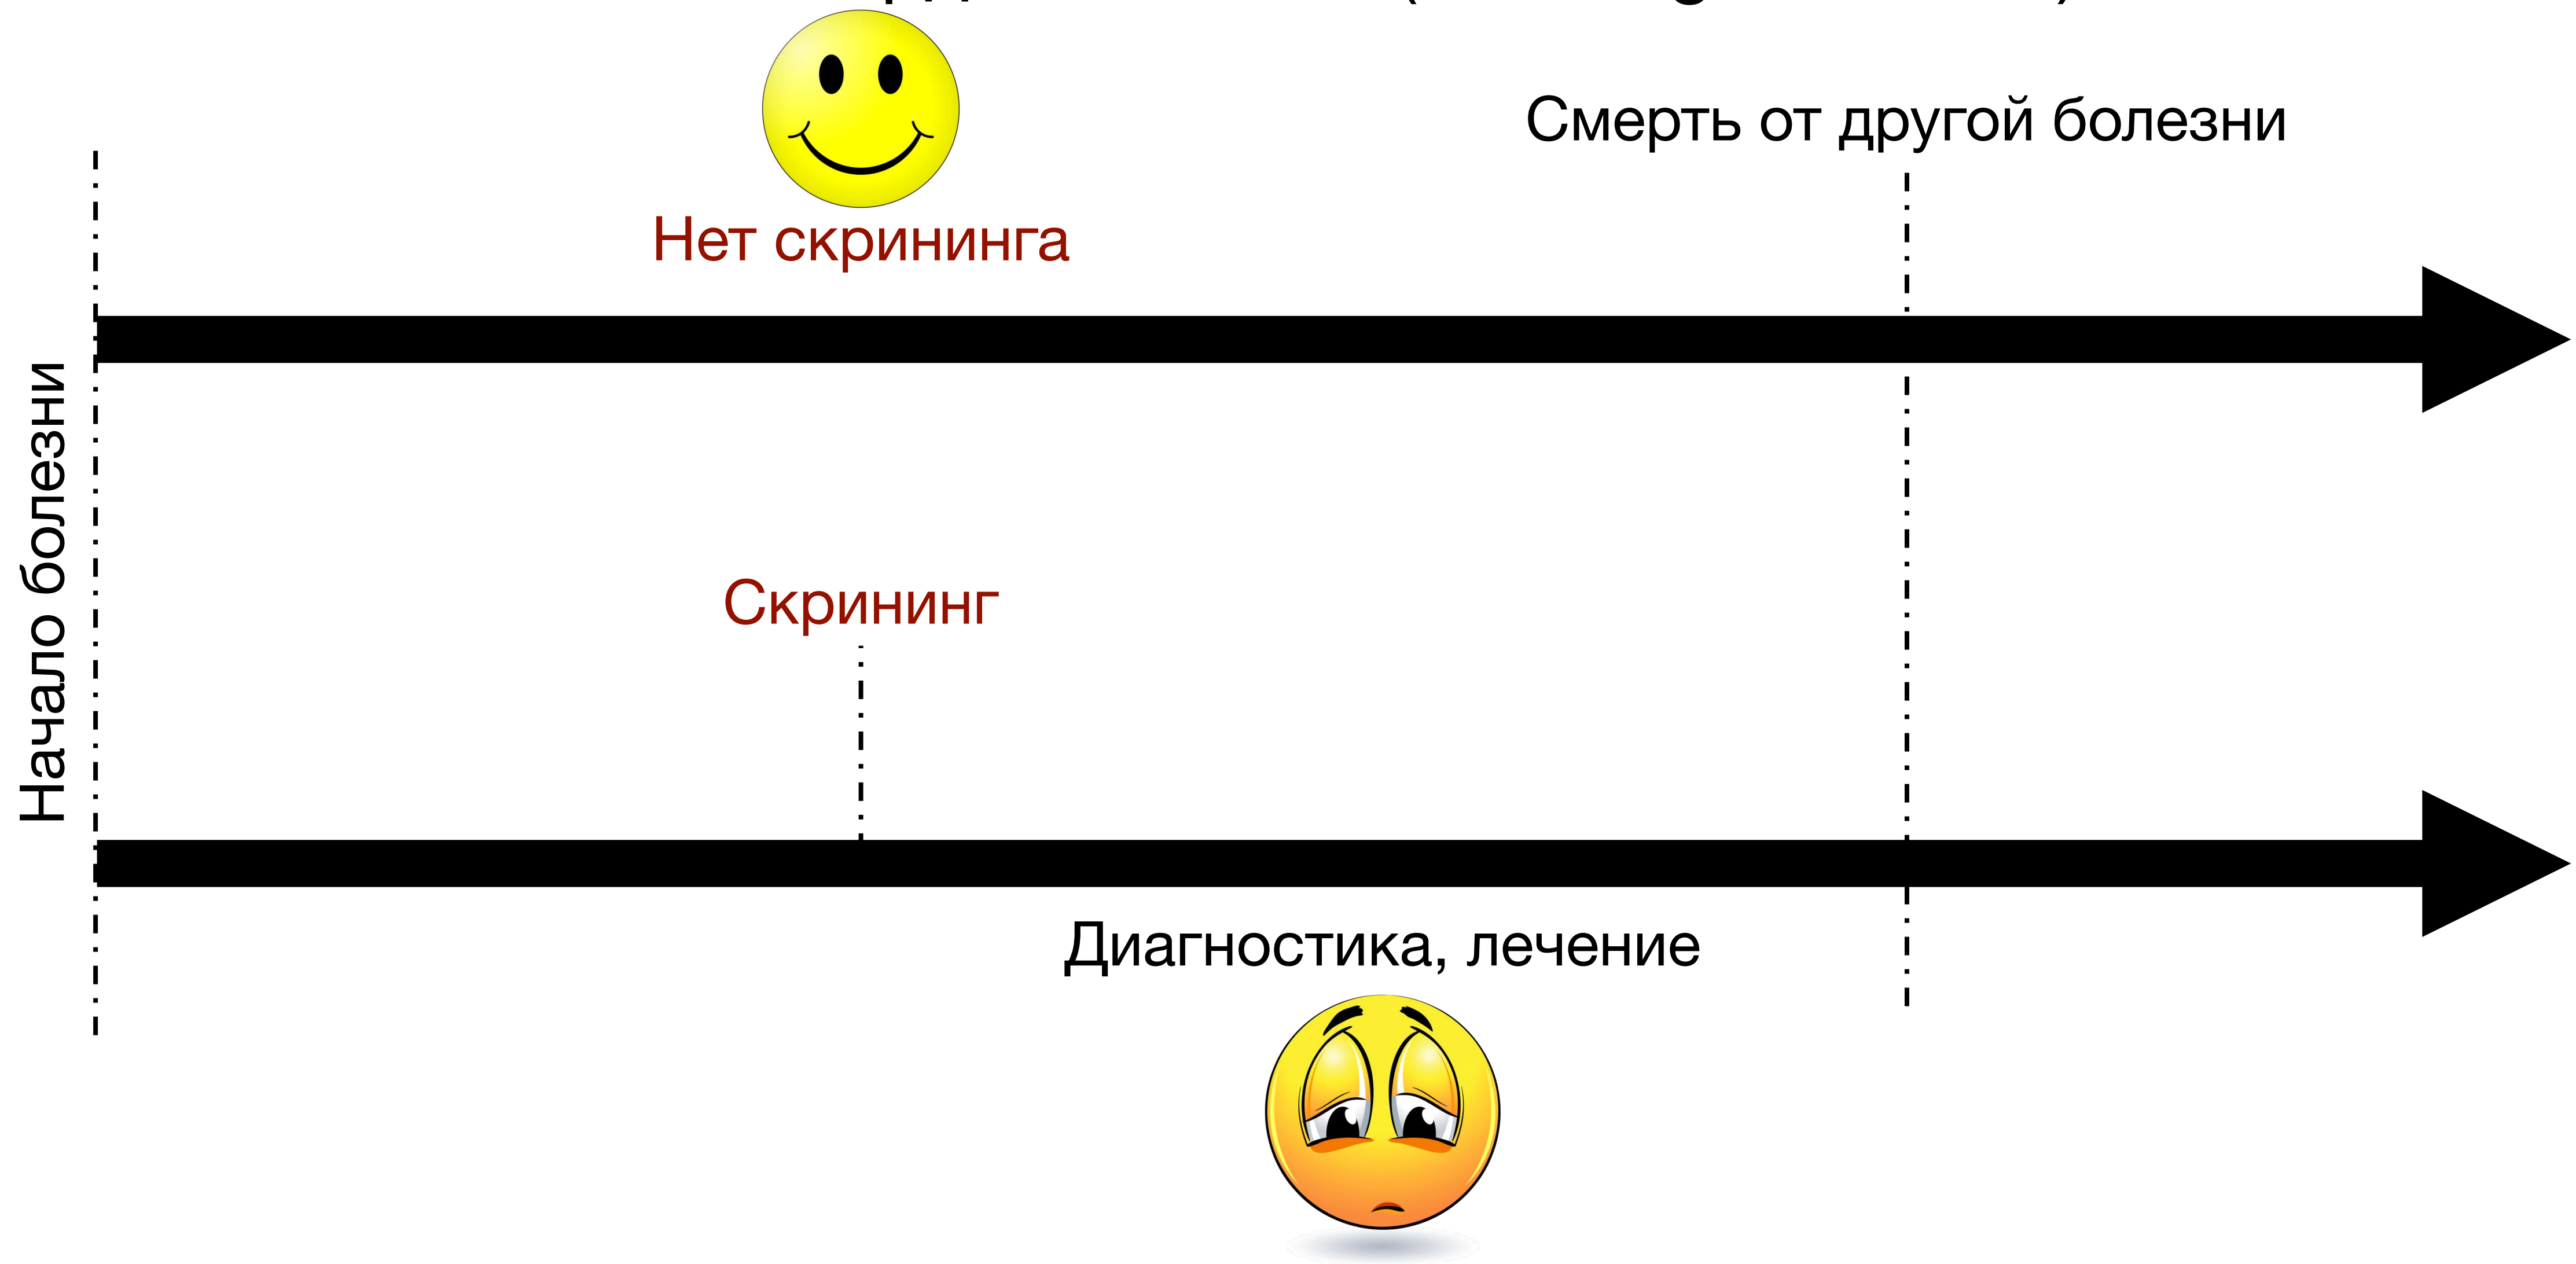 Смерть от другой болезни
Нет скрининга
Начало болезни
Скрининг
Диагностика, лечение